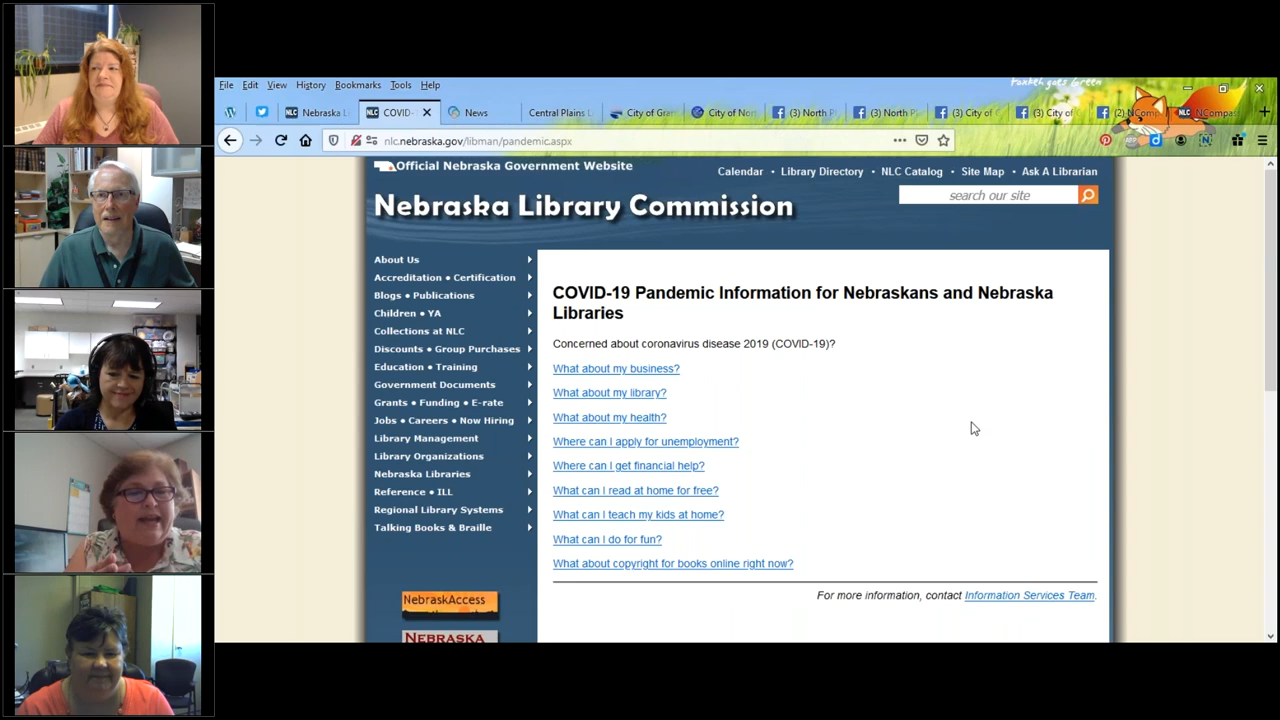 Foxkeh goes Green
File Edit View History Bookmarks Tools Help
Nebraska L COVID- News Central Plains L City of Gran City of Nor (3) North P (3) North P (3) City of (3) City of (2) NComp NCompas
nlc.nebraska.gov/libman/pandemic.aspx
Official Nebraska Government Website
Calendar • Library Directory • NLC Catalog • Site Map • Ask A Librarian
Nebraska Library Commission
search our site
About Us
Accreditation • Certification
Blogs • Publications
Children • YA
Collections at NLC
Discounts • Group Purchases
Education • Training
Government Documents
Grants • Funding • E-rate
Jobs • Careers • Now Hiring
Library Management
Library Organizations
Nebraska Libraries
Reference • ILL
Regional Library Systems
Talking Books & Braille
NebraskAccess
NEBRASKA
COVID-19 Pandemic Information for Nebraskans and Nebraska
Libraries
Concerned about coronavirus disease 2019 (COVID-19)?
What about my business?
What about my library?
What about my health?
Where can I apply for unemployment?
Where can I get financial help?
What can I read at home for free?
What can I teach my kids at home?
What can I do for fun?
What about copyright for books online right now?
For more information, contact Information Services Team.